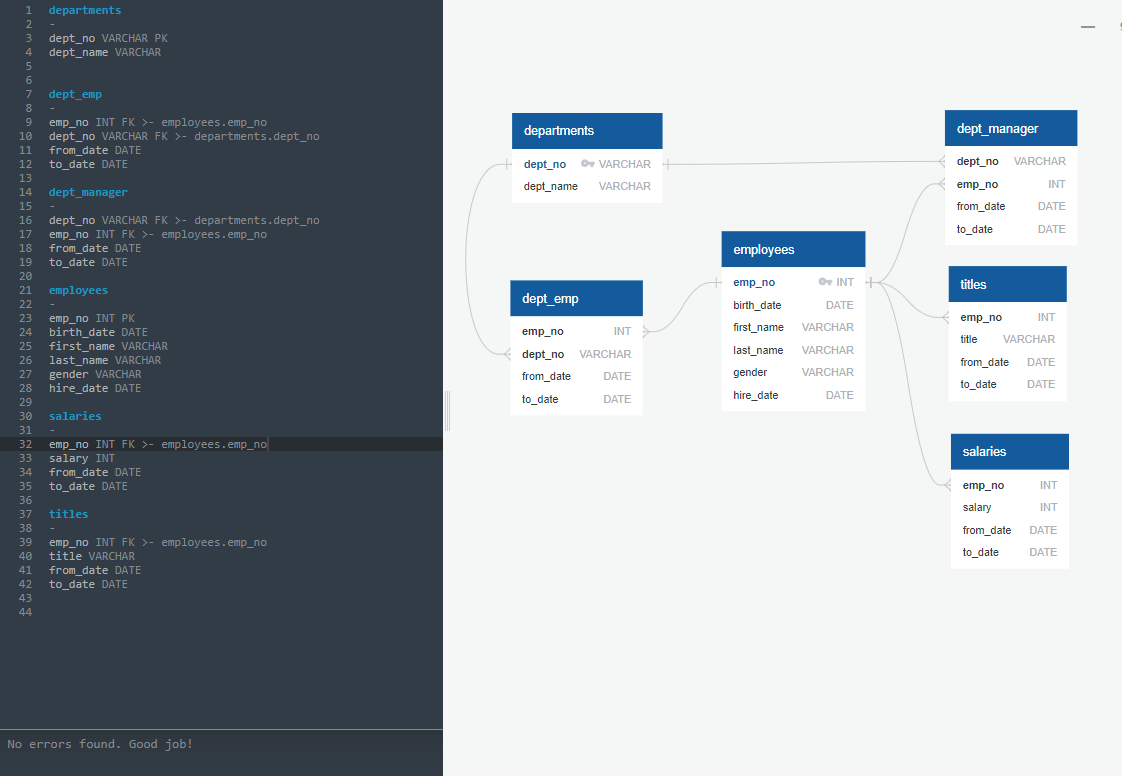 1 departments
2 -
3 dept_no VARCHAR PK
4 dept_name VARCHAR
5
6
7 dept_emp
8 -
9 emp_no INT FK >- employees.emp_no
10 dept_no VARCHAR FK >- departments.dept_no
11 from_date DATE
12 to_date DATE
13
14 dept_manager
15 -
16 dept_no VARCHAR FK >- departments.dept_no
17 emp_no INT FK >- employees.emp_no
18 from_date DATE
19 to_date DATE
20
21 employees
22 -
23 emp_no INT PK
24 birth_date DATE
25 first_name VARCHAR
26 last_name VARCHAR
27 gender VARCHAR
28 hire_date DATE
29
30 salaries
31 -
32 emp_no INT FK >- employees.emp_no
33 salary INT
34 from_date DATE
35 to_date DATE
36
37 titles
38 -
39 emp_no INT FK >- employees.emp_no
40 title VARCHAR
41 from_date DATE
42 to_date DATE
43
44
No errors found. Good job!
departments
dept_no VARCHAR
dept_name VARCHAR
dept_emp
emp_no INT
dept_no VARCHAR
from_date DATE
to_date DATE
employees
emp_no INT
birth_date DATE
first_name VARCHAR
last_name VARCHAR
gender VARCHAR
hire_date DATE
dept_manager
dept_no VARCHAR
emp_no INT
from_date DATE
to_date DATE
titles
emp_no INT
title VARCHAR
from_date DATE
to_date DATE
salaries
emp_no INT
salary INT
from_date DATE
to_date DATE